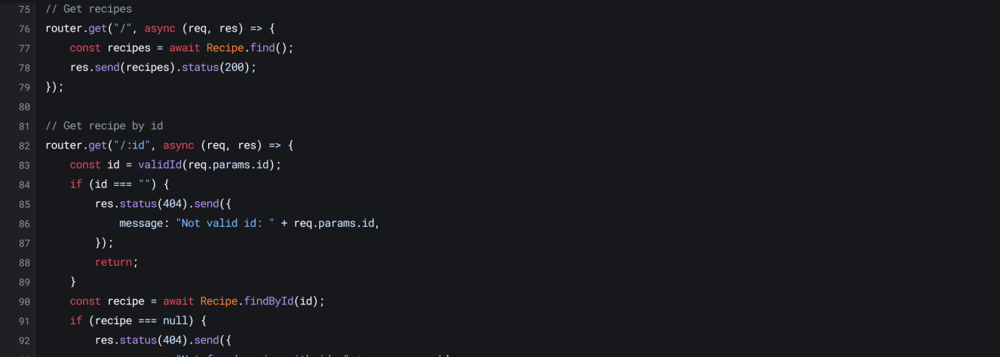 75 // Get recipes
76 router.get("/", async (req, res) => {
77     const recipes = await Recipe.find();
78     res.send(recipes).status(200);
79 });
80
81 // Get recipe by id
82 router.get("/:id", async (req, res) => {
83     const id = validId(req.params.id);
84     if (id === "") {
85         res.status(404).send({
86             message: "Not valid id: " + req.params.id,
87         });
88         return;
89     }
90     const recipe = await Recipe.findById(id);
91     if (recipe === null) {
92         res.status(404).send({